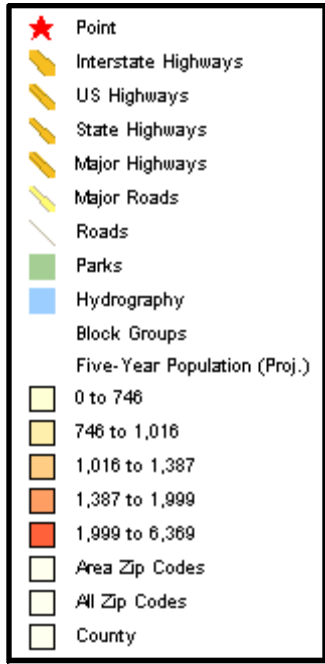 Point
Interstate Highways
US Highways
State Highways
Major Highways
Major Roads
Roads
Parks
Hydrography
Block Groups
Five-Year Population (Proj.)
0 to 746
746 to 1,016
1,016 to 1,387
1,387 to 1,999
1,999 to 6,369
Area Zip Codes
All Zip Codes
County